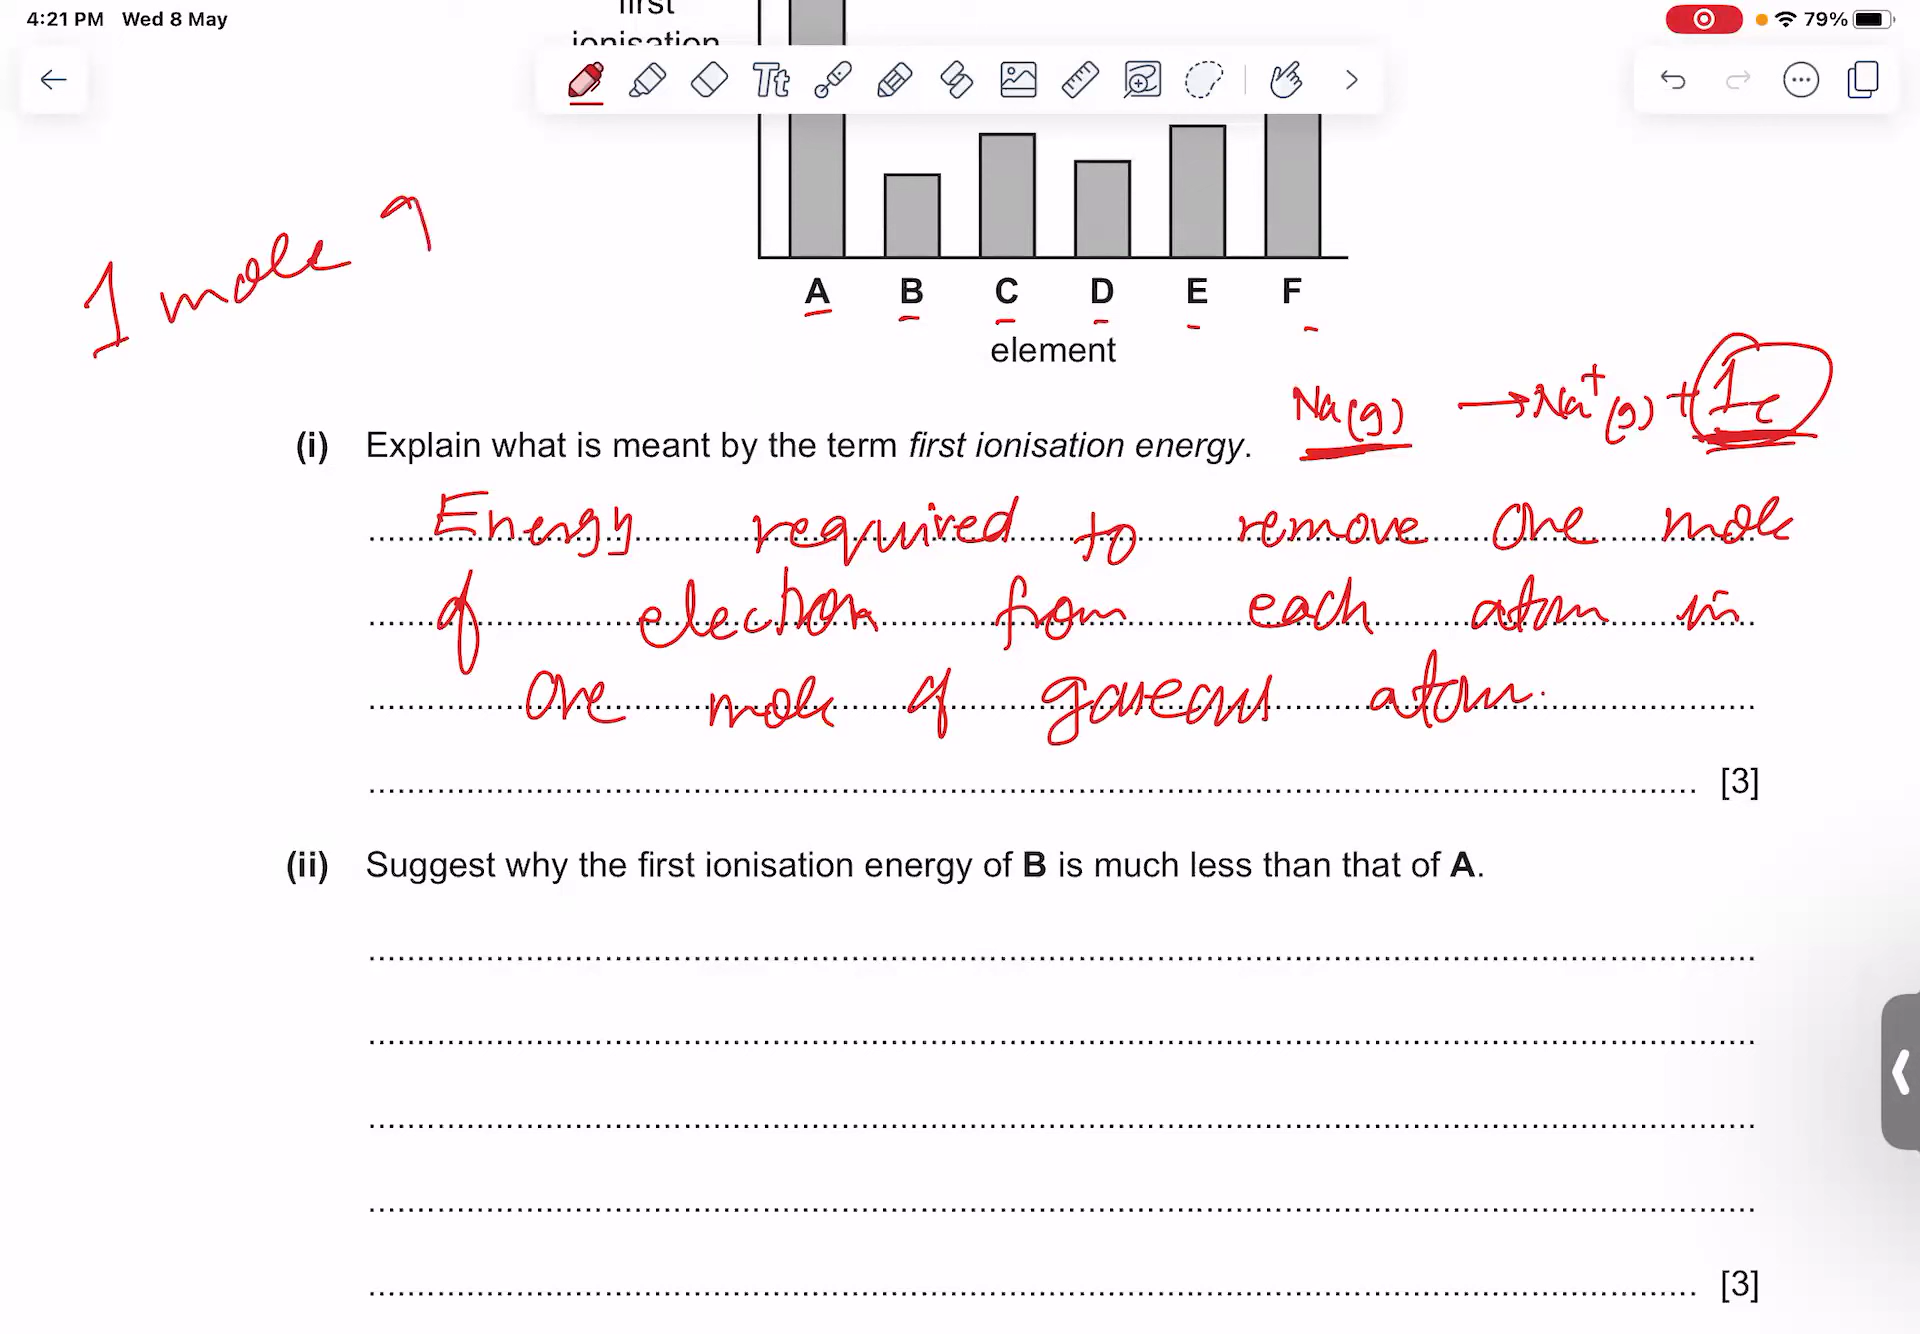 4:21 PM Wed 8 May
79%
first
ionisation
Tt
1 mole
A B C D E F
element
Na(g) → Na⁺(g) + 1e
(i) Explain what is meant by the term first ionisation energy.
Energy required to remove one mole
of electron from each atom in
one mole of gaseous atom.
[3]
(ii) Suggest why the first ionisation energy of B is much less than that of A.
[3]